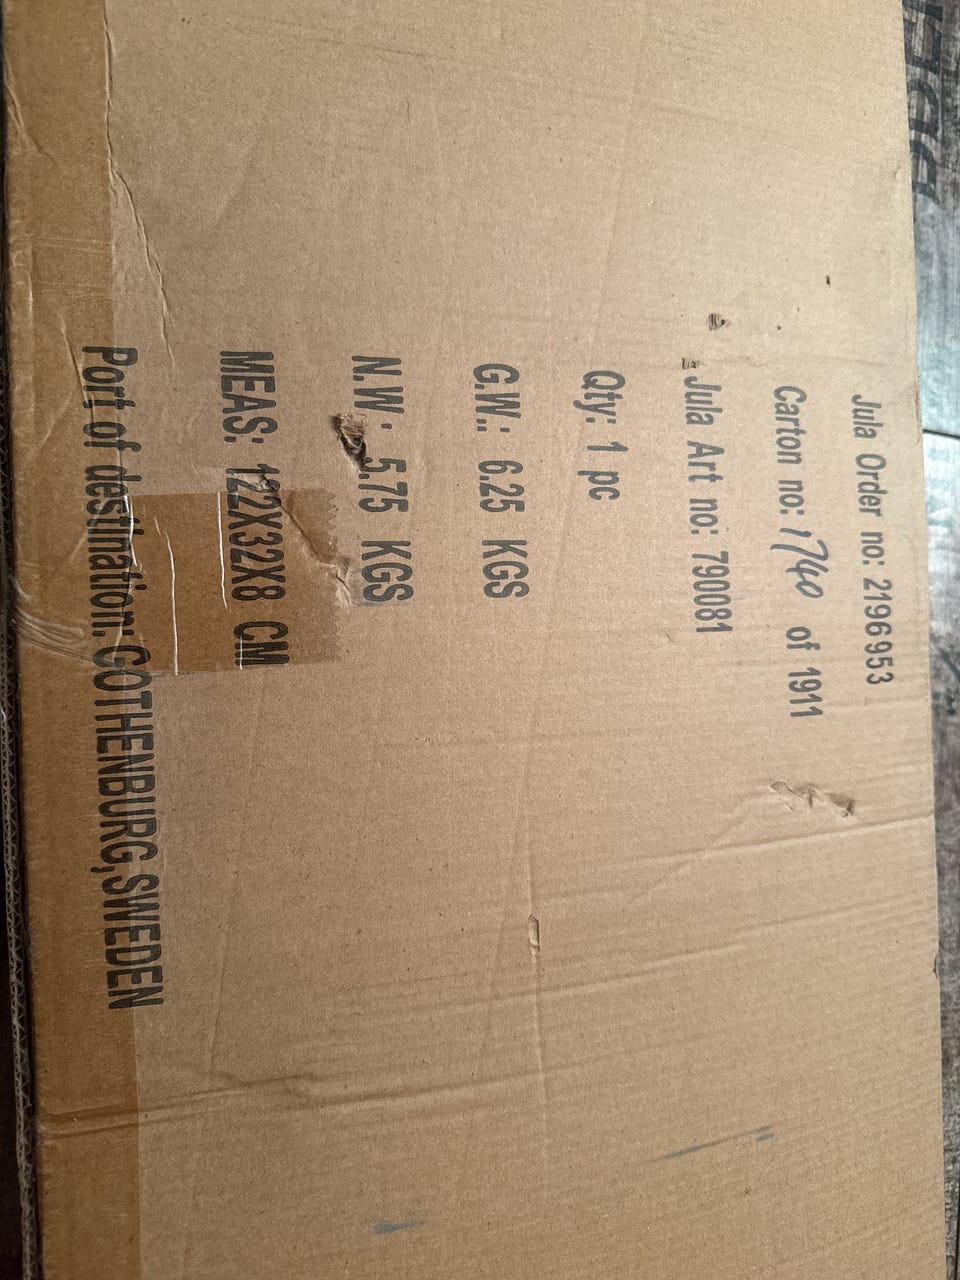 Jula Order no: 2196953
Carton no: 1740 of 1911
Jula Art no: 790081
Qty: 1 pc
G.W.: 6.25 KGS
N.W.: 5.75 KGS
MEAS: 122X32X8 CM
Port of destination: GOTHENBURG,SWEDEN